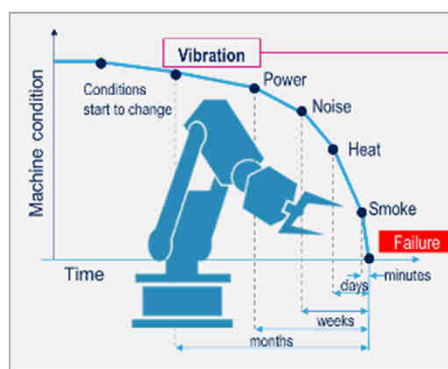 Vibration
Conditions
start to change
Power
Noise
Heat
Smoke
Failure
Machine condition
Time
minutes
days
weeks
months